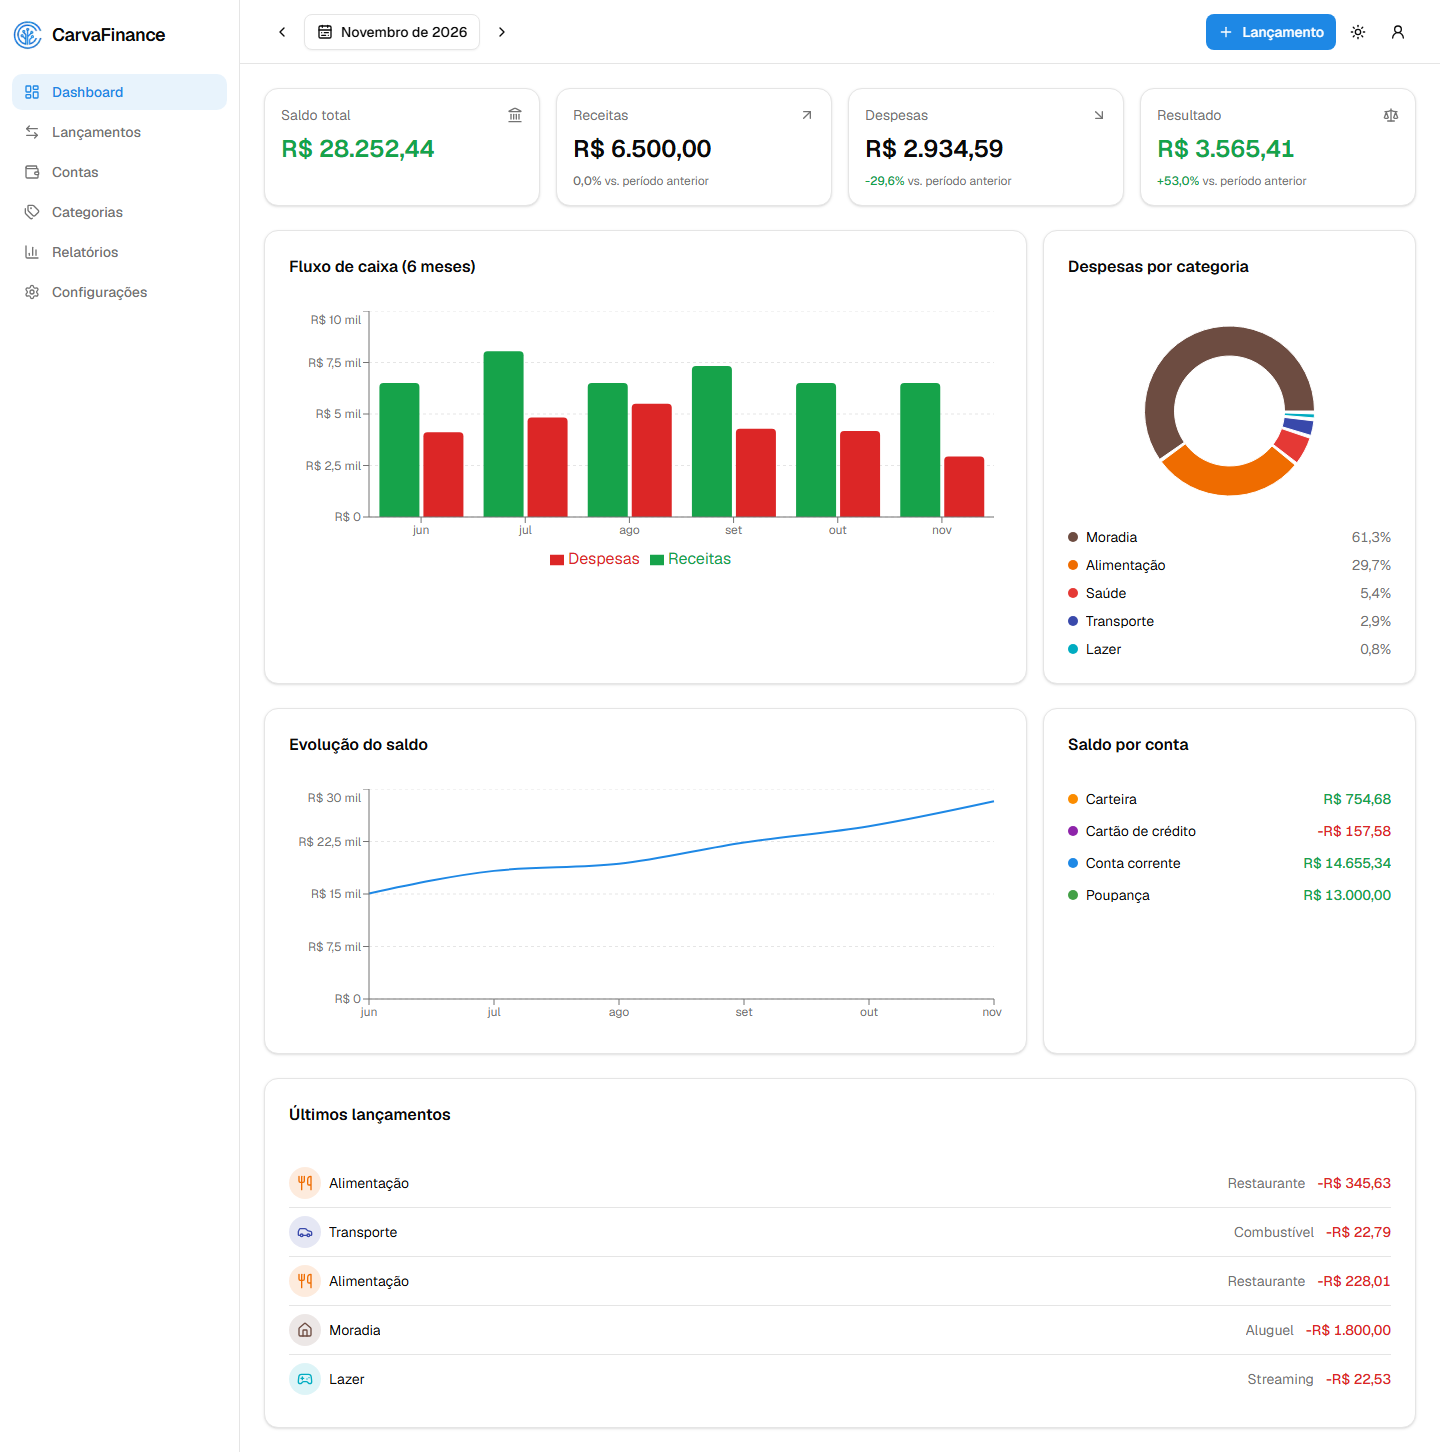 CarvaFinance
Dashboard
Lançamentos
Contas
Categorias
Relatórios
Configurações
Novembro de 2026
Lançamento
Saldo total
R$ 28.252,44
Receitas
R$ 6.500,00
0,0% vs. período anterior
Despesas
R$ 2.934,59
-29,6% vs. período anterior
Resultado
R$ 3.565,41
+53,0% vs. período anterior
Fluxo de caixa (6 meses)
R$ 10 mil
R$ 7,5 mil
R$ 5 mil
R$ 2,5 mil
R$ 0
jun jul ago set out nov
Despesas Receitas
Despesas por categoria
Moradia 61,3%
Alimentação 29,7%
Saúde 5,4%
Transporte 2,9%
Lazer 0,8%
Evolução do saldo
R$ 30 mil
R$ 22,5 mil
R$ 15 mil
R$ 7,5 mil
R$ 0
jun jul ago set out nov
Saldo por conta
Carteira R$ 754,68
Cartão de crédito -R$ 157,58
Conta corrente R$ 14.655,34
Poupança R$ 13.000,00
Últimos lançamentos
Alimentação Restaurante -R$ 345,63
Transporte Combustível -R$ 22,79
Alimentação Restaurante -R$ 228,01
Moradia Aluguel -R$ 1.800,00
Lazer Streaming -R$ 22,53